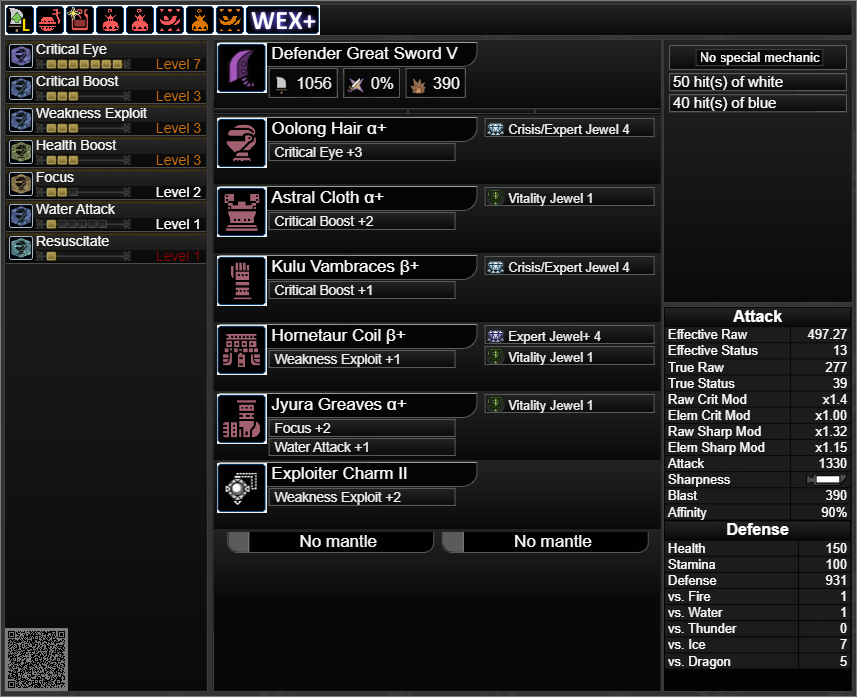 L
WEX+
Critical Eye
Level 7
Critical Boost
Level 3
Weakness Exploit
Level 3
Health Boost
Level 3
Focus
Level 2
Water Attack
Level 1
Resuscitate
Level 1
Defender Great Sword V
1056
0%
390
Oolong Hair α+
Critical Eye +3
Crisis/Expert Jewel 4
Astral Cloth α+
Critical Boost +2
Vitality Jewel 1
Kulu Vambraces β+
Critical Boost +1
Crisis/Expert Jewel 4
Hornetaur Coil β+
Weakness Exploit +1
Expert Jewel+ 4
Vitality Jewel 1
Jyura Greaves α+
Focus +2
Water Attack +1
Vitality Jewel 1
Exploiter Charm II
Weakness Exploit +2
No mantle
No mantle
No special mechanic
50 hit(s) of white
40 hit(s) of blue
Attack
Effective Raw 497.27
Effective Status 13
True Raw 277
True Status 39
Raw Crit Mod x1.4
Elem Crit Mod x1.00
Raw Sharp Mod x1.32
Elem Sharp Mod x1.15
Attack 1330
Sharpness
Blast 390
Affinity 90%
Defense
Health 150
Stamina 100
Defense 931
vs. Fire 1
vs. Water 1
vs. Thunder 0
vs. Ice 7
vs. Dragon 5